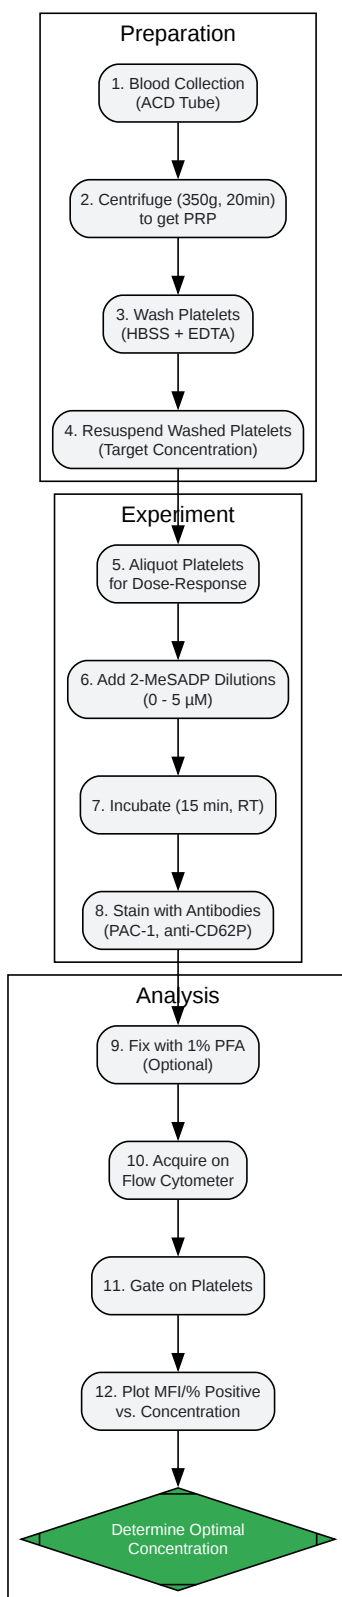 Preparation
1. Blood Collection
(ACD Tube)
2. Centrifuge (350g, 20min)
to get PRP
3. Wash Platelets
(HBSS + EDTA)
4. Resuspend Washed Platelets
(Target Concentration)
Experiment
5. Aliquot Platelets
for Dose-Response
6. Add 2-MeSADP Dilutions
(0 - 5 µM)
7. Incubate (15 min, RT)
8. Stain with Antibodies
(PAC-1, anti-CD62P)
Analysis
9. Fix with 1% PFA
(Optional)
10. Acquire on
Flow Cytometer
11. Gate on Platelets
12. Plot MFI/% Positive
vs. Concentration
Determine Optimal
Concentration